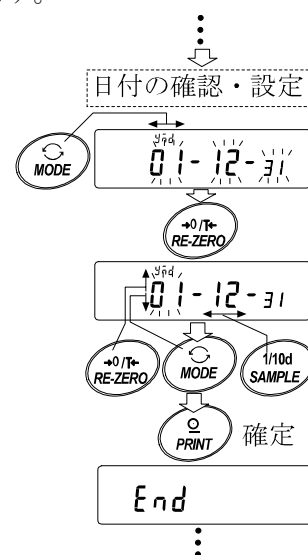 す。
日付の確認・設定
ymd
01-12-31
MODE
→0/T←
RE-ZERO
ymd
01-12-31
→0/T←
RE-ZERO
MODE
1/10d
SAMPLE
PRINT
確定
End